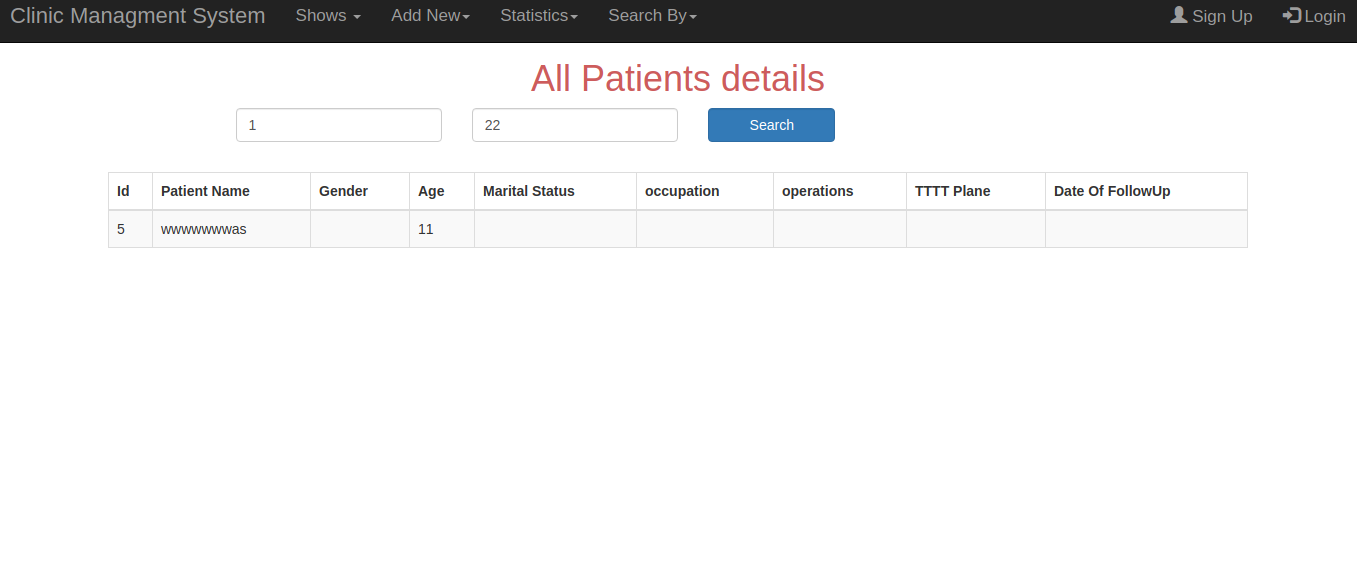 Clinic Managment System Shows Add New Statistics Search By Sign Up Login
All Patients details
1 22 Search
Id Patient Name Gender Age Marital Status occupation operations TTTT Plane Date Of FollowUp
5 wwwwwwwas 11